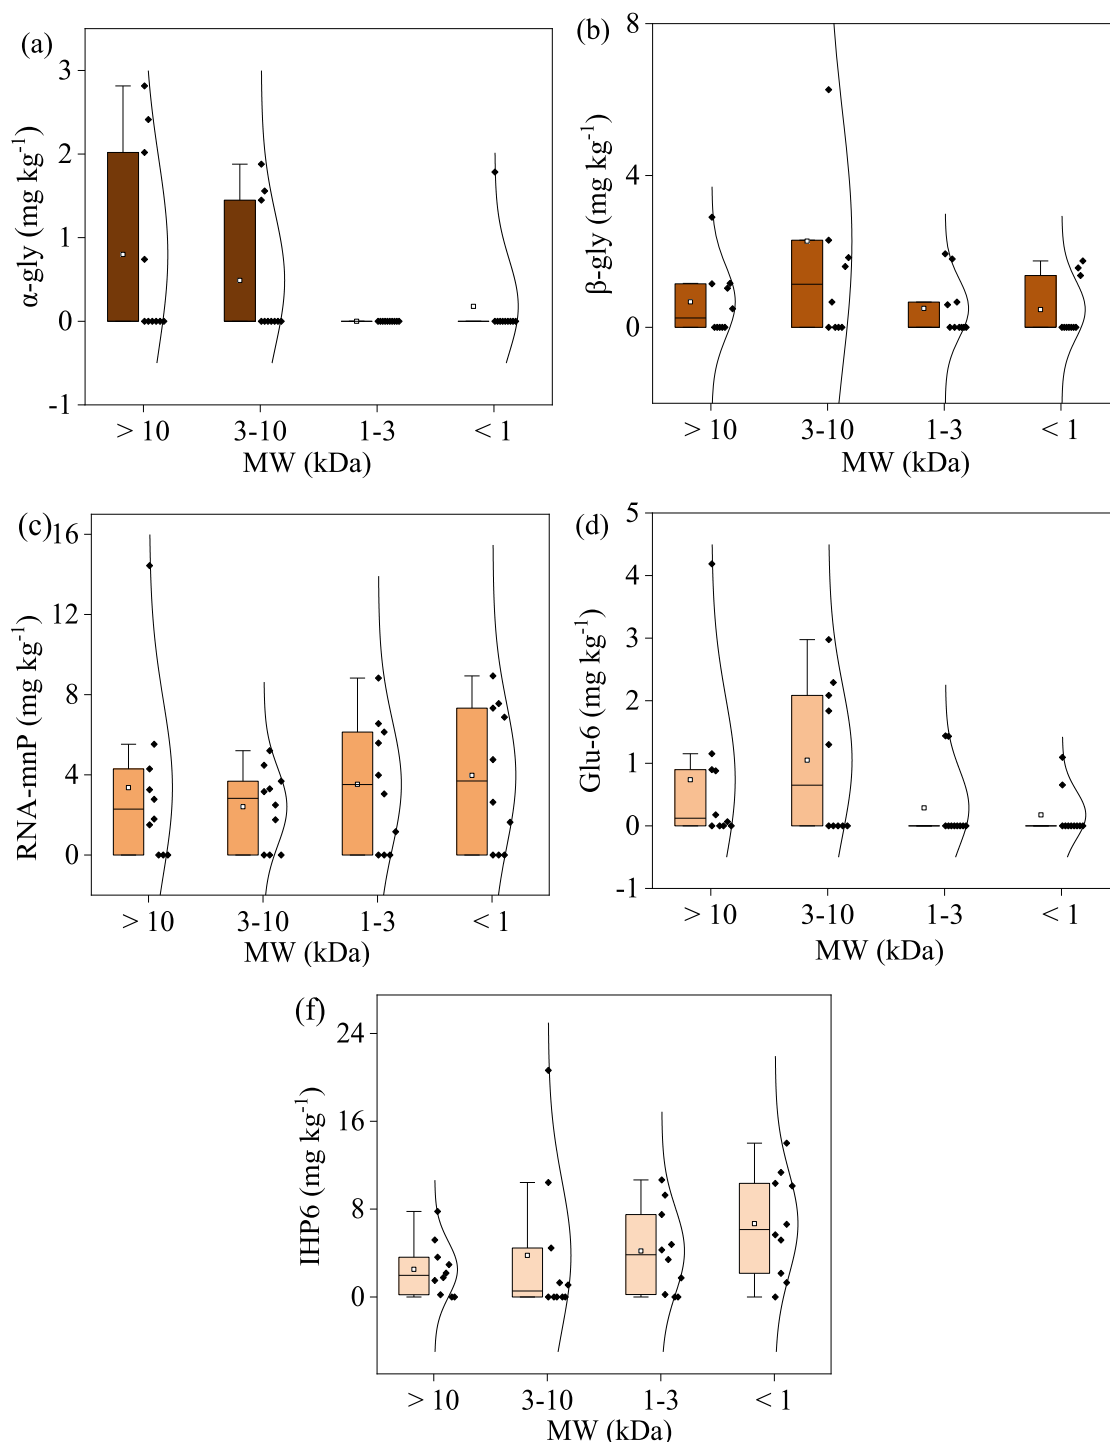 (a)
α-gly (mg kg⁻¹)
3
2
1
0
-1
> 10 3-10 1-3 < 1
MW (kDa)
(b)
β-gly (mg kg⁻¹)
8
4
0
> 10 3-10 1-3 < 1
MW (kDa)
(c)
RNA-mnP (mg kg⁻¹)
16
12
8
4
0
> 10 3-10 1-3 < 1
MW (kDa)
(d)
Glu-6 (mg kg⁻¹)
5
4
3
2
1
0
-1
> 10 3-10 1-3 < 1
MW (kDa)
(f)
IHP6 (mg kg⁻¹)
24
16
8
0
> 10 3-10 1-3 < 1
MW (kDa)